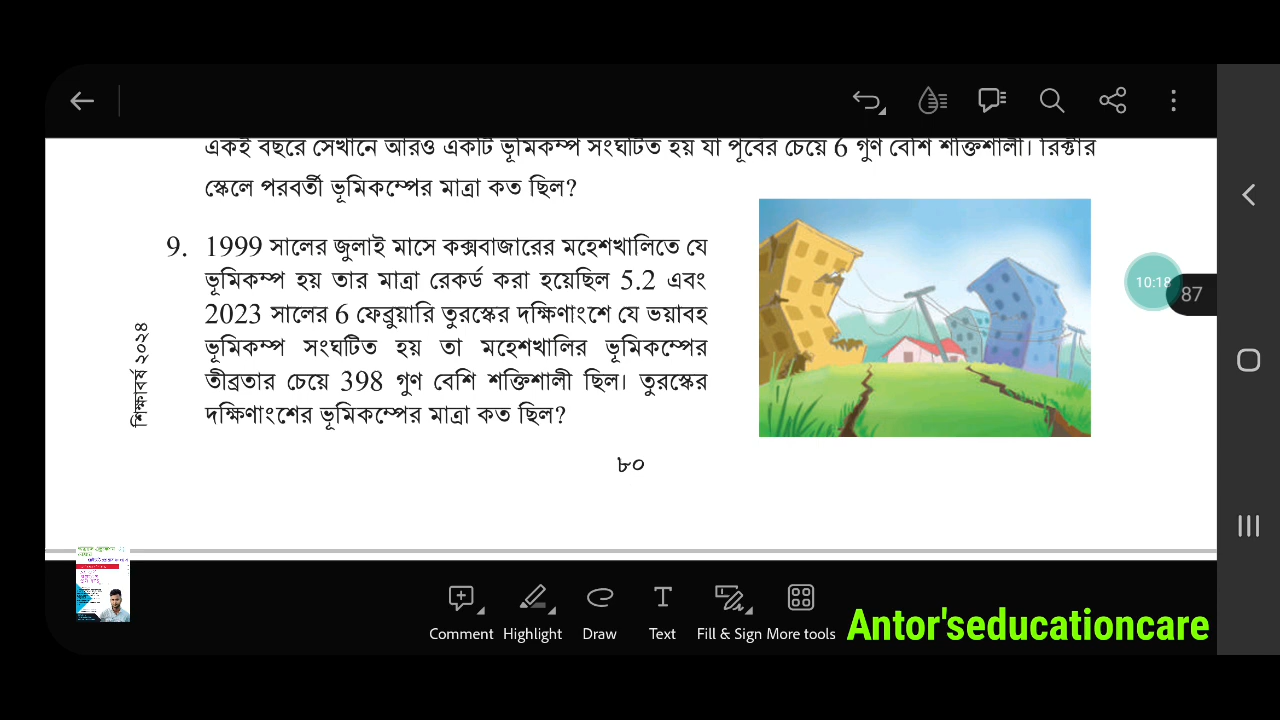 একই বছরে সেখানে আরও একটি ভূমিকম্প সংঘটিত হয় যা পূর্বের চেয়ে 6 গুণ বেশি শক্তিশালী। রিক্টার
স্কেলে পরবর্তী ভূমিকম্পের মাত্রা কত ছিল?
9. 1999 সালের জুলাই মাসে কক্সবাজারের মহেশখালিতে যে
ভূমিকম্প হয় তার মাত্রা রেকর্ড করা হয়েছিল 5.2 এবং
2023 সালের 6 ফেব্রুয়ারি তুরস্কের দক্ষিণাংশে যে ভয়াবহ
ভূমিকম্প সংঘটিত হয় তা মহেশখালির ভূমিকম্পের
তীব্রতার চেয়ে 398 গুণ বেশি শক্তিশালী ছিল। তুরস্কের
দক্ষিণাংশের ভূমিকম্পের মাত্রা কত ছিল?
শিক্ষাবর্ষ ২০২৪
৮০
10:18
87
Comment Highlight Draw Text Fill & Sign More tools
Antor'seducationcare